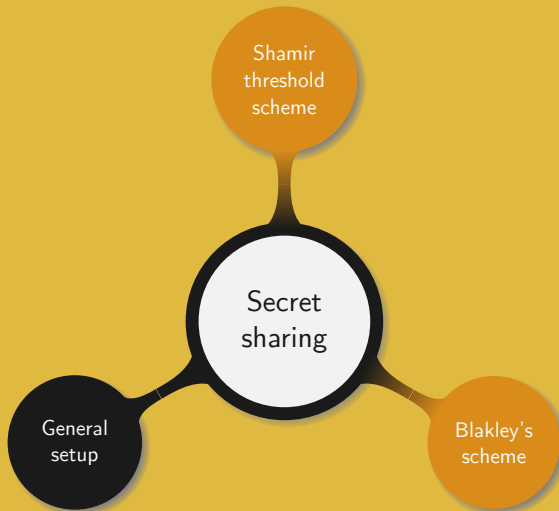 Shamir
threshold
scheme
Secret
sharing
General
setup
Blakley's
scheme